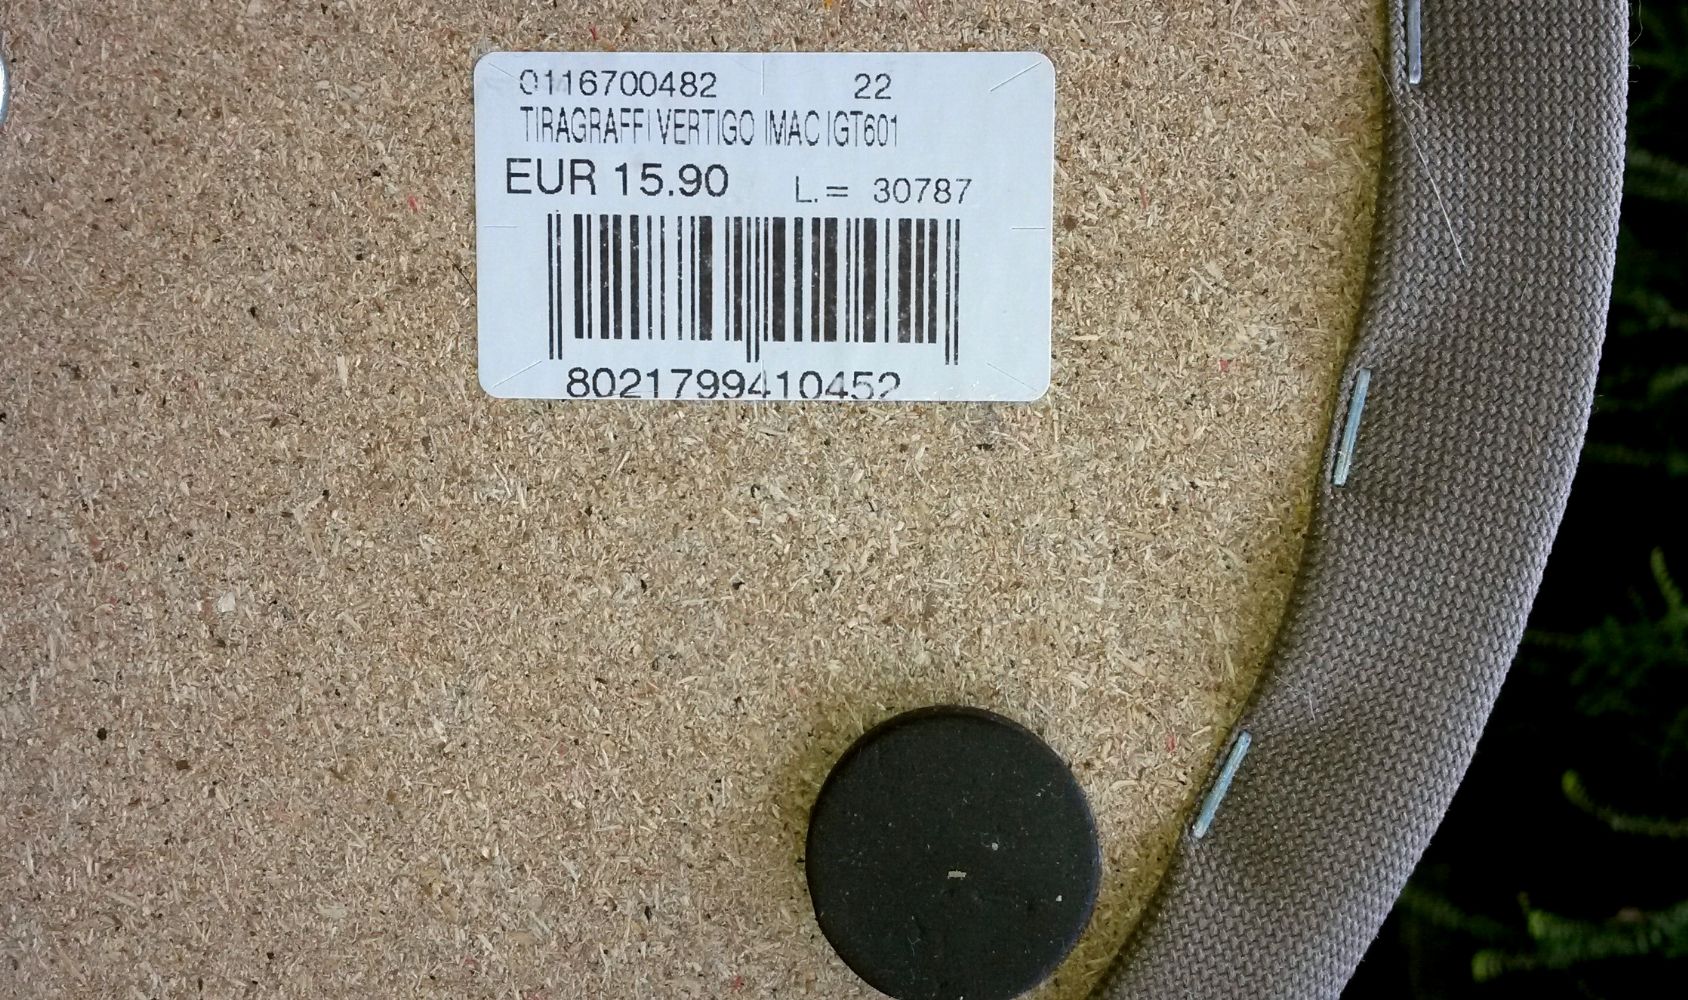 0116700482 22
TIRAGRAFFI VERTIGO IMAC IGT601
EUR 15.90 L.= 30787
8021799410452